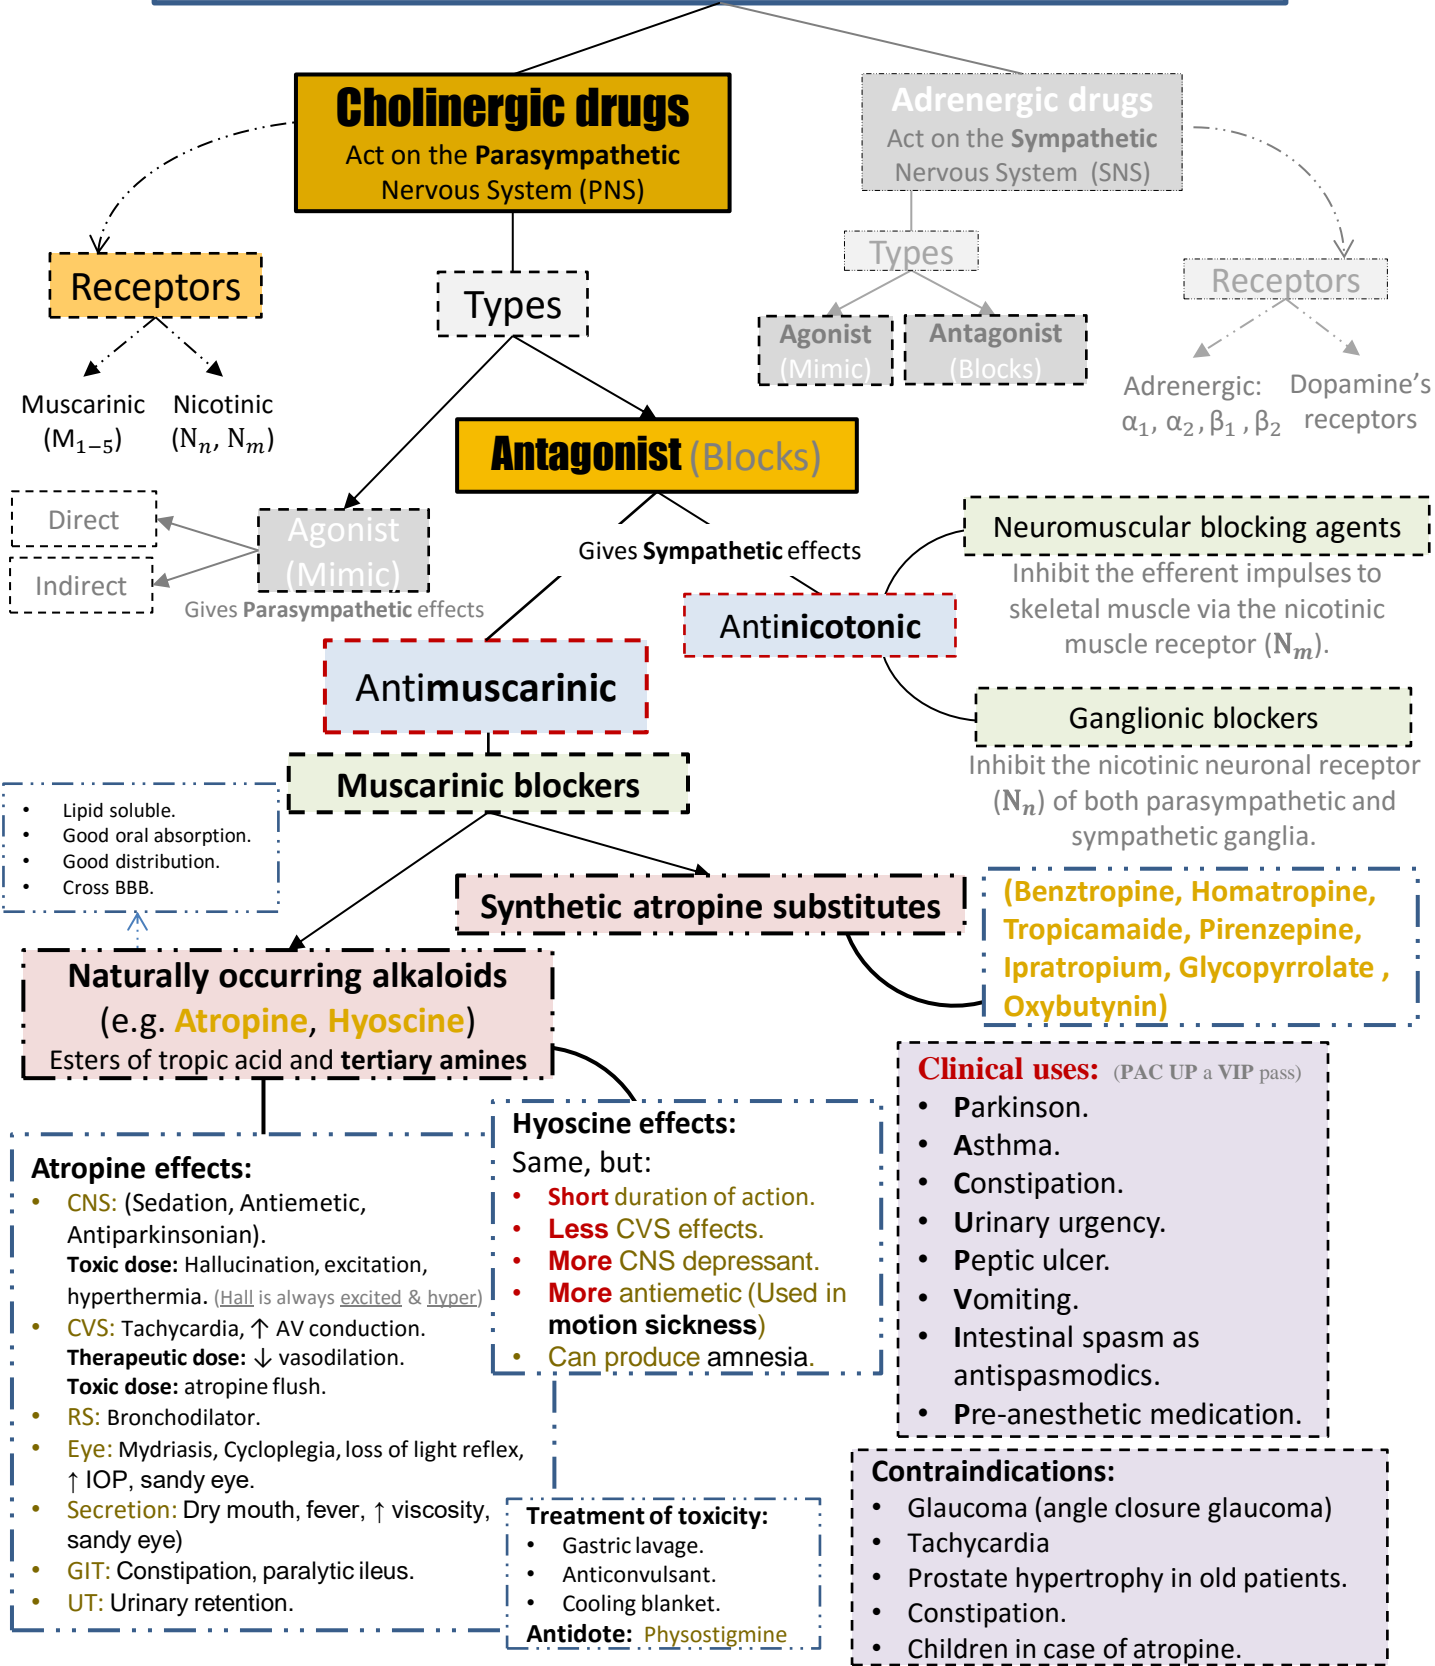 Cholinergic drugs
Act on the Parasympathetic
Nervous System (PNS)
Adrenergic drugs
Act on the Sympathetic
Nervous System (SNS)
Receptors
Types
Types
Receptors
Agonist
(Mimic)
Antagonist
(Blocks)
Muscarinic
(M₁₋₅)
Nicotinic
(Nₙ, Nₘ)
Adrenergic:
α₁, α₂, β₁, β₂
Dopamine's
receptors
Antagonist (Blocks)
Direct
Indirect
Agonist
(Mimic)
Gives Parasympathetic effects
Gives Sympathetic effects
Neuromuscular blocking agents
Inhibit the efferent impulses to
skeletal muscle via the nicotinic
muscle receptor (Nₘ).
Antinicotonic
Antimuscarinic
Ganglionic blockers
Inhibit the nicotinic neuronal receptor
(Nₙ) of both parasympathetic and
sympathetic ganglia.
Muscarinic blockers
• Lipid soluble.
• Good oral absorption.
• Good distribution.
• Cross BBB.
Synthetic atropine substitutes
(Benztropine, Homatropine,
Tropicamaide, Pirenzepine,
Ipratropium, Glycopyrrolate ,
Oxybutynin)
Naturally occurring alkaloids
(e.g. Atropine, Hyoscine)
Esters of tropic acid and tertiary amines
Clinical uses: (PAC UP a VIP pass)
• Parkinson.
• Asthma.
• Constipation.
• Urinary urgency.
• Peptic ulcer.
• Vomiting.
• Intestinal spasm as
antispasmodics.
• Pre-anesthetic medication.
Hyoscine effects:
Same, but:
• Short duration of action.
• Less CVS effects.
• More CNS depressant.
• More antiemetic (Used in
motion sickness)
• Can produce amnesia.
Atropine effects:
• CNS: (Sedation, Antiemetic,
Antiparkinsonian).
Toxic dose: Hallucination, excitation,
hyperthermia. (Hall is always excited & hyper)
• CVS: Tachycardia, ↑ AV conduction.
Therapeutic dose: ↓ vasodilation.
Toxic dose: atropine flush.
• RS: Bronchodilator.
• Eye: Mydriasis, Cycloplegia, loss of light reflex,
↑ IOP, sandy eye.
• Secretion: Dry mouth, fever, ↑ viscosity,
sandy eye)
• GIT: Constipation, paralytic ileus.
• UT: Urinary retention.
Treatment of toxicity:
• Gastric lavage.
• Anticonvulsant.
• Cooling blanket.
Antidote: Physostigmine
Contraindications:
• Glaucoma (angle closure glaucoma)
• Tachycardia
• Prostate hypertrophy in old patients.
• Constipation.
• Children in case of atropine.